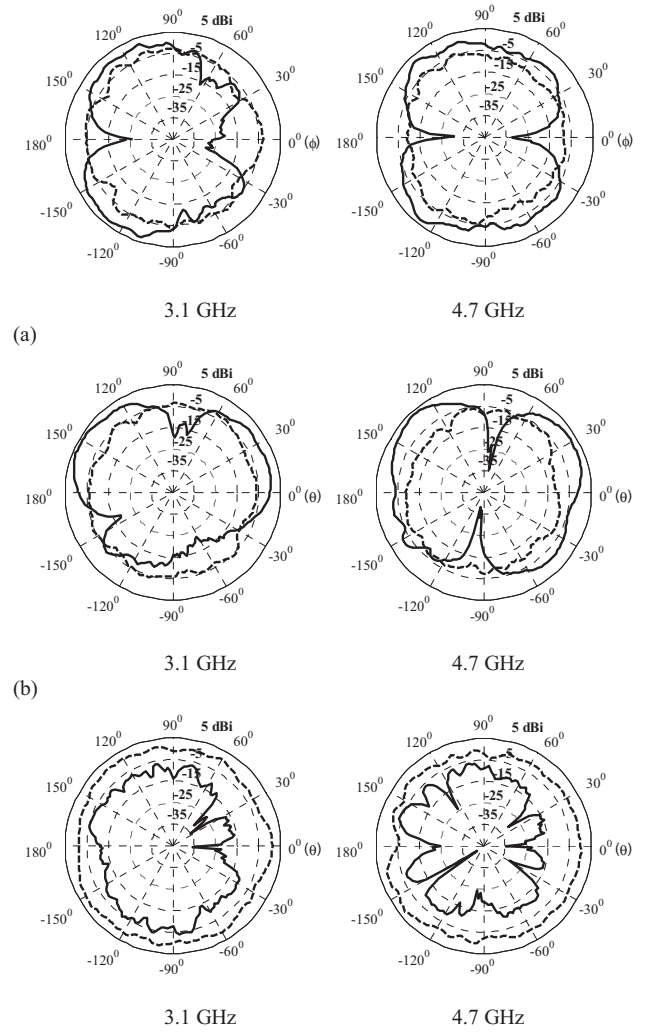 90⁰ 5 dBi 90⁰ 5 dBi
120⁰ 60⁰ 120⁰ 60⁰
-5 -5
150⁰ -15 30⁰ 150⁰ -15 30⁰
-25 -25
-35 -35
180⁰ 0⁰ (ϕ) 180⁰ 0⁰ (ϕ)
-150⁰ -30⁰ -150⁰ -30⁰
-120⁰ -60⁰ -120⁰ -60⁰
-90⁰ -90⁰
3.1 GHz 4.7 GHz
(a)
90⁰ 5 dBi 90⁰ 5 dBi
120⁰ 60⁰ 120⁰ 60⁰
-5 -5
150⁰ -15 30⁰ 150⁰ -15 30⁰
-25 -25
-35 -35
180⁰ 0⁰ (θ) 180⁰ 0⁰ (θ)
-150⁰ -30⁰ -150⁰ -30⁰
-120⁰ -60⁰ -120⁰ -60⁰
-90⁰ -90⁰
3.1 GHz 4.7 GHz
(b)
90⁰ 5 dBi 90⁰ 5 dBi
120⁰ 60⁰ 120⁰ 60⁰
-5 -5
150⁰ -15 30⁰ 150⁰ -15 30⁰
-25 -25
-35 -35
180⁰ 0⁰ (θ) 180⁰ 0⁰ (θ)
-150⁰ -30⁰ -150⁰ -30⁰
-120⁰ -60⁰ -120⁰ -60⁰
-90⁰ -90⁰
3.1 GHz 4.7 GHz